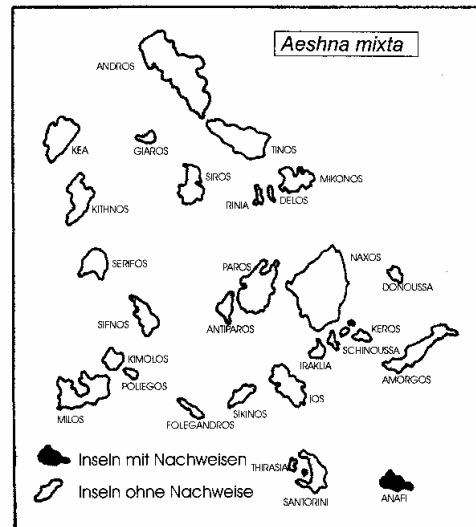 Aeshna mixta
ANDROS
KEA
GIAROS
TINOS
SIROS
MIKONOS
RINIA
DELOS
KITHNOS
SERIFOS
PAROS
NAXOS
DONOUSSA
SIFNOS
ANTIPAROS
KEROS
SCHINOUSSA
IRAKLIA
AMORGOS
KIMOLOS
POLIEGOS
MILOS
SIKINOS
IOS
FOLEGANDROS
Inseln mit Nachweisen
Inseln ohne Nachweise
THIRASIA
SANTORINI
ANAFI